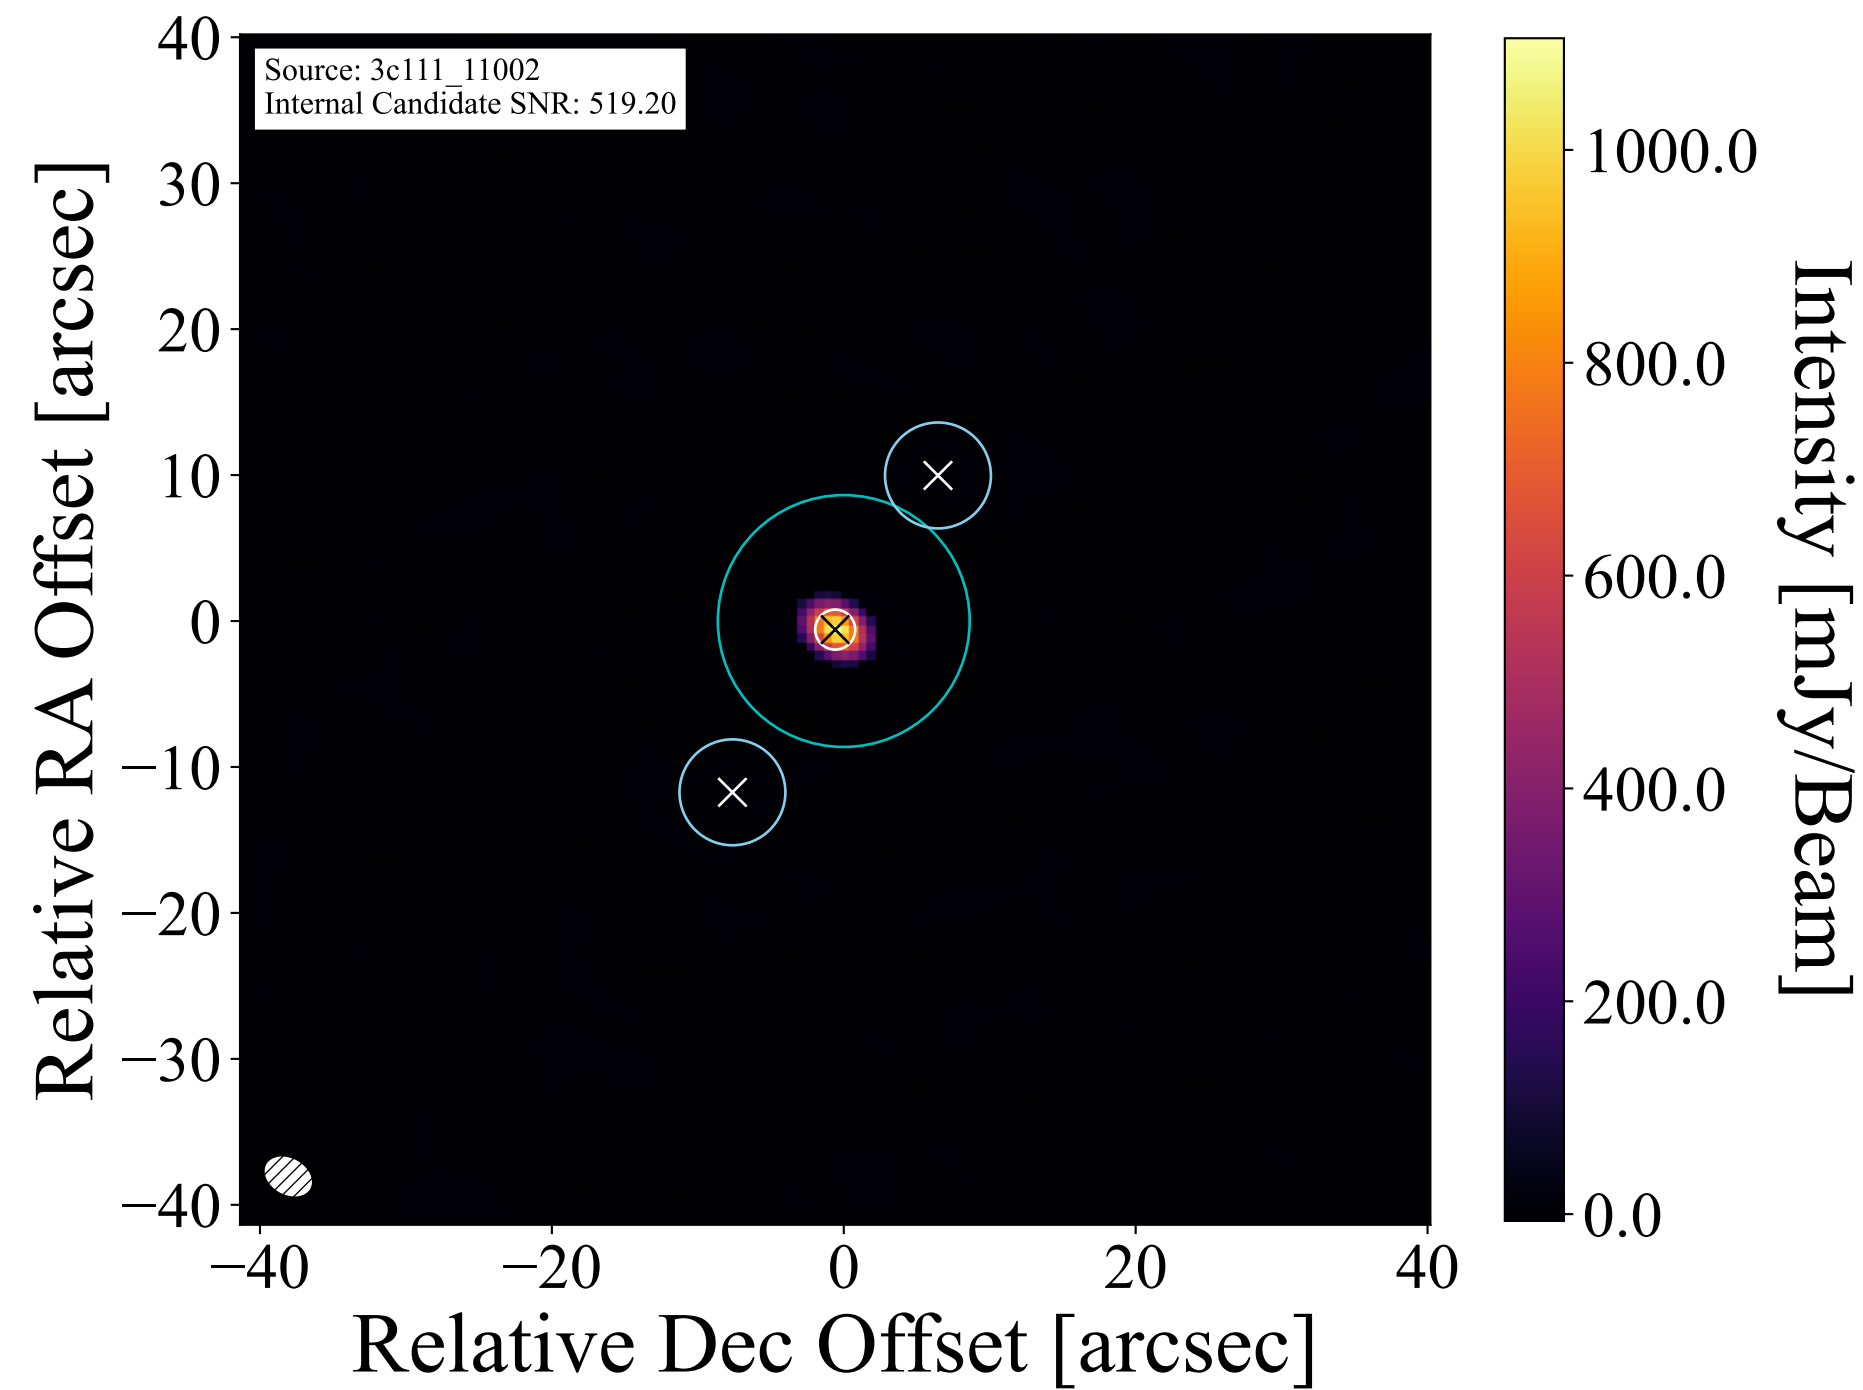 Source: 3c111_11002
Internal Candidate SNR: 519.20
40
30
20
10
0
−10
−20
−30
−40
Relative RA Offset [arcsec]
−40 −20 0 20 40
Relative Dec Offset [arcsec]
1000.0
800.0
600.0
400.0
200.0
0.0
Intensity [mJy/Beam]